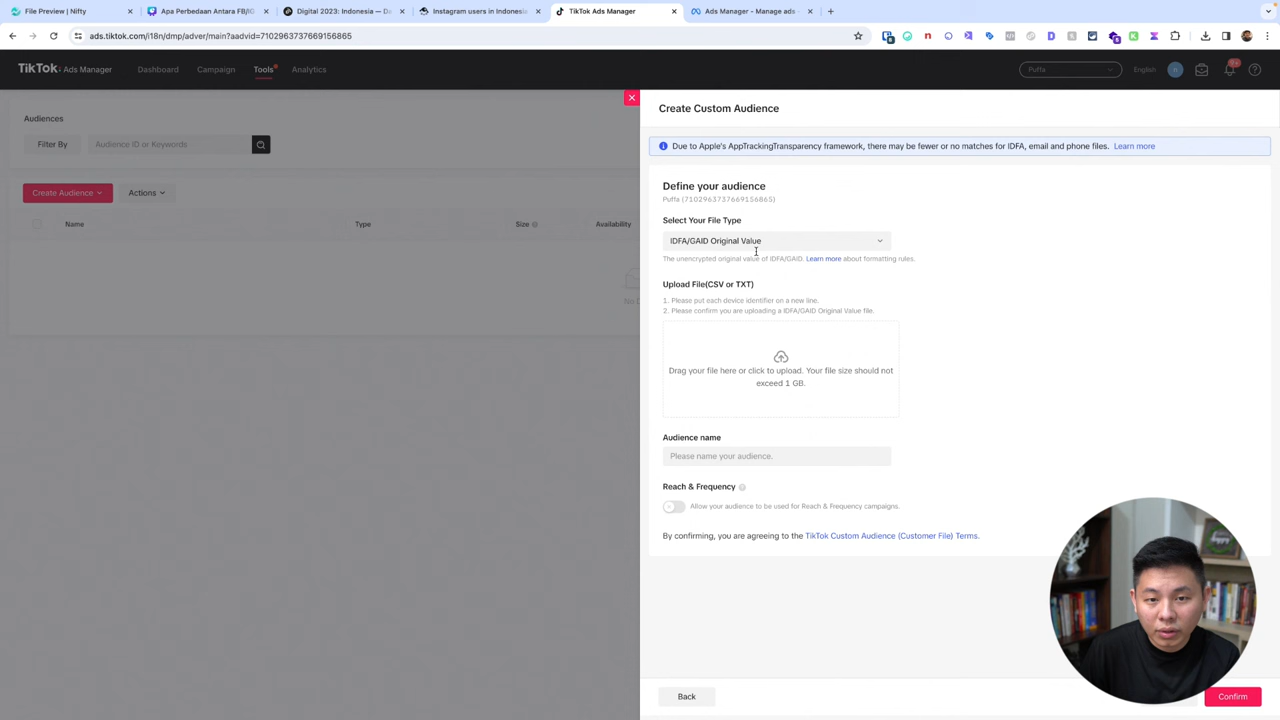 File Preview | Nifty
Apa Perbedaan Antara FB/IG
Digital 2023: Indonesia — Da
Instagram users in Indonesia
TikTok Ads Manager
Ads Manager - Manage ads -
ads.tiktok.com/i18n/dmp/adver/main?aadvid=7102963737669156865
TikTok: Ads Manager
Dashboard
Campaign
Tools
Analytics
Puffa
English
n
Audiences
Filter By
Audience ID or Keywords
Create Audience
Actions
Name
Type
Size
Availability
No D
Create Custom Audience
Due to Apple's AppTrackingTransparency framework, there may be fewer or no matches for IDFA, email and phone files. Learn more
Define your audience
Puffa (7102963737669156865)
Select Your File Type
IDFA/GAID Original Value
The unencrypted original value of IDFA/GAID. Learn more about formatting rules.
Upload File(CSV or TXT)
1. Please put each device identifier on a new line.
2. Please confirm you are uploading a IDFA/GAID Original Value file.
Drag your file here or click to upload. Your file size should not
exceed 1 GB.
Audience name
Please name your audience.
Reach & Frequency
Allow your audience to be used for Reach & Frequency campaigns.
By confirming, you are agreeing to the TikTok Custom Audience (Customer File) Terms.
Back
Confirm